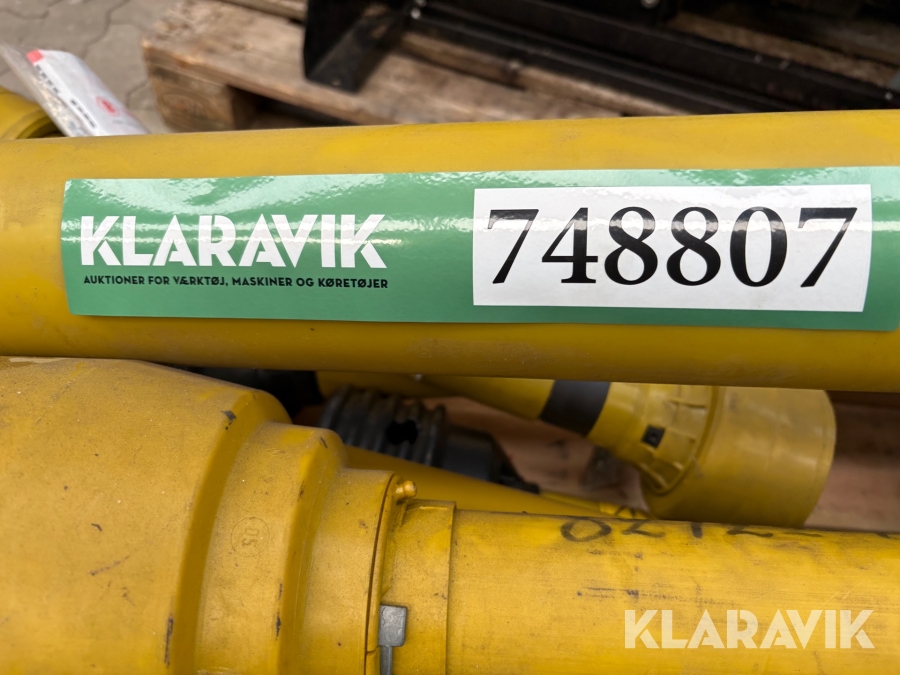 KLARAVIK
AUKTIONER FOR VÆRKTØJ, MASKINER OG KØRETØJER
748807
KLARAVIK